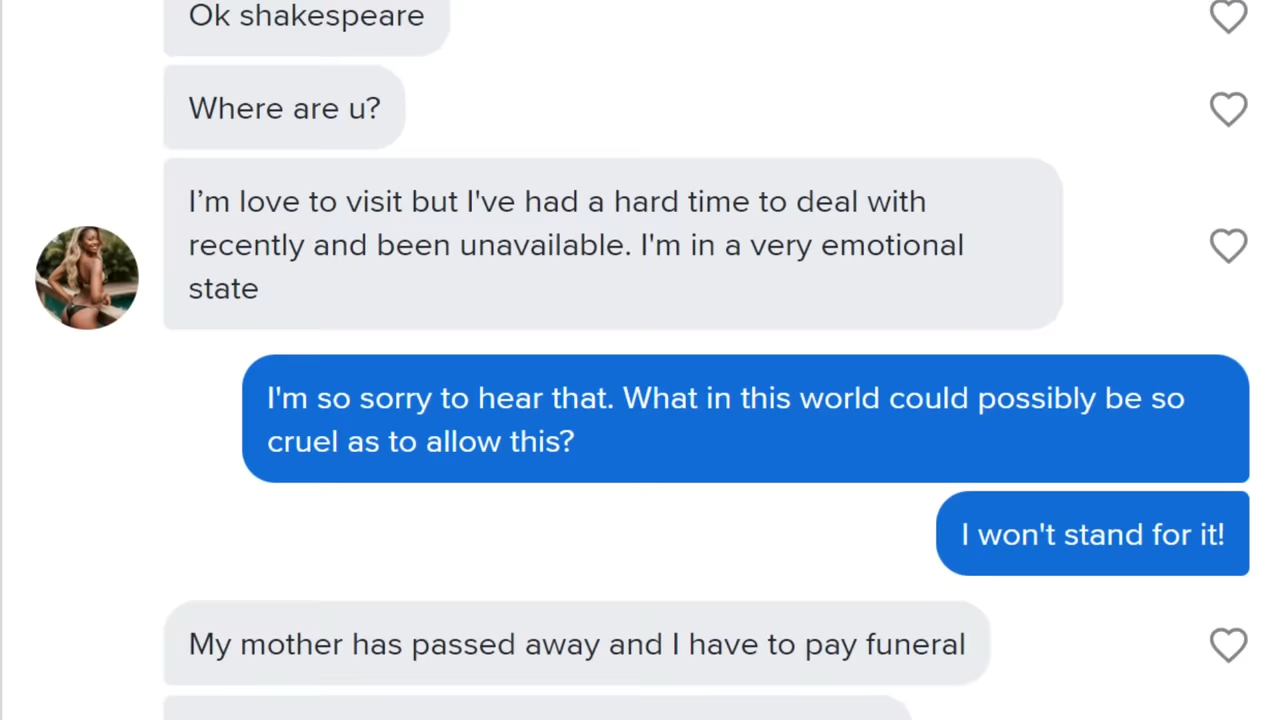 Ok shakespeare
Where are u?
I’m love to visit but I've had a hard time to deal with
recently and been unavailable. I'm in a very emotional
state
I'm so sorry to hear that. What in this world could possibly be so
cruel as to allow this?
I won't stand for it!
My mother has passed away and I have to pay funeral